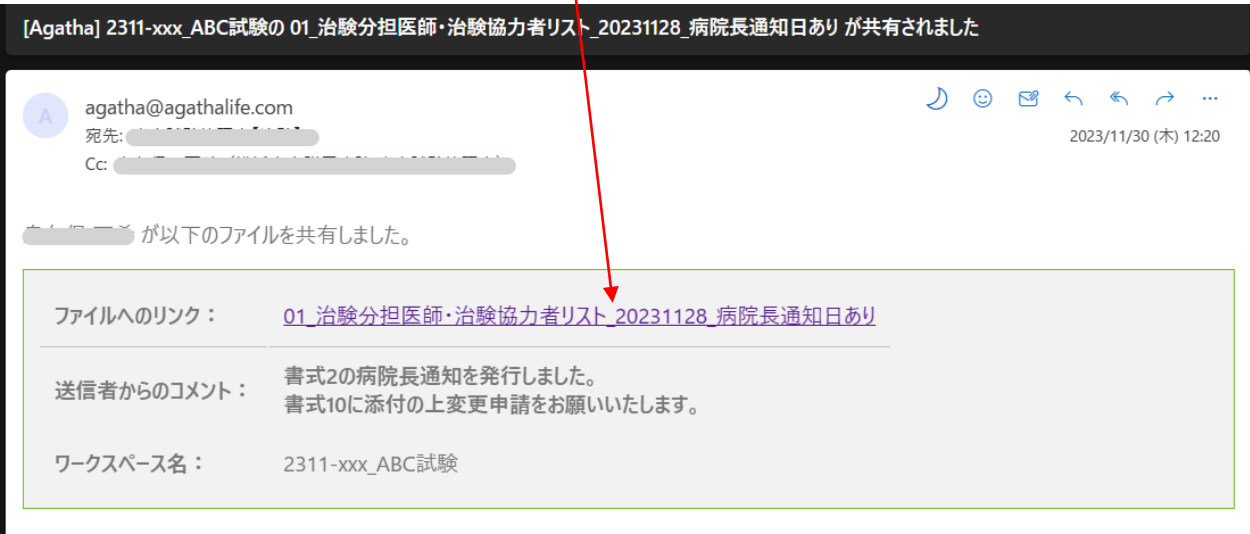 [Agatha] 2311-xxx_ABC試験の 01_治験分担医師・治験協力者リスト_20231128_病院長通知日あり が共有されました
A
agatha@agathalife.com
宛先:
2023/11/30 (木) 12:20
Cc:
が以下のファイルを共有しました。
ファイルへのリンク： 01_治験分担医師・治験協力者リスト_20231128_病院長通知日あり
送信者からのコメント： 書式2の病院長通知を発行しました。
書式10に添付の上変更申請をお願いいたします。
ワークスペース名： 2311-xxx_ABC試験